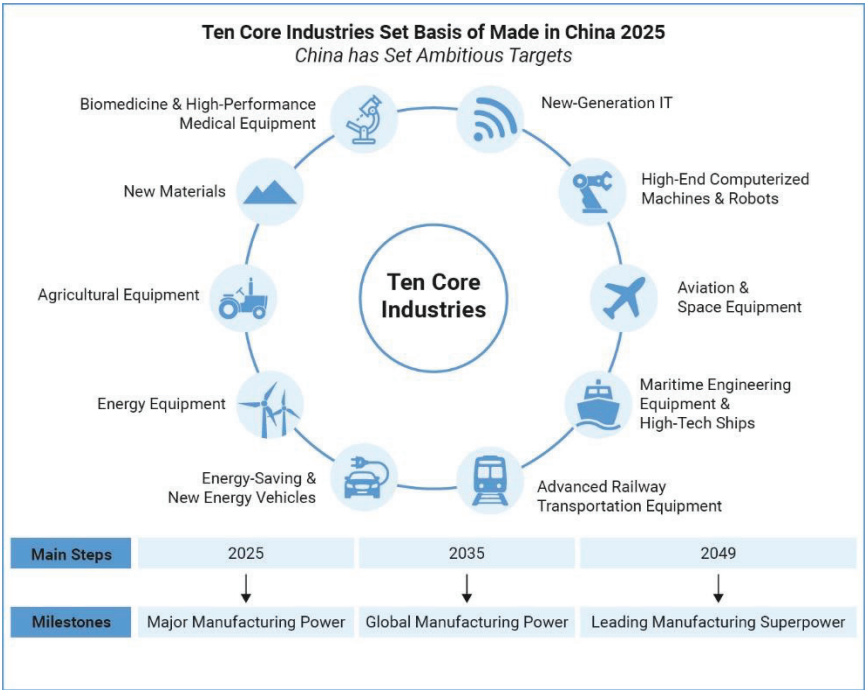 Ten Core Industries Set Basis of Made in China 2025
China has Set Ambitious Targets
Biomedicine & High-Performance
Medical Equipment
New-Generation IT
New Materials
High-End Computerized
Machines & Robots
Agricultural Equipment
Ten Core
Industries
Aviation &
Space Equipment
Energy Equipment
Maritime Engineering
Equipment &
High-Tech Ships
Energy-Saving &
New Energy Vehicles
Advanced Railway
Transportation Equipment
Main Steps 2025 2035 2049
Milestones Major Manufacturing Power Global Manufacturing Power Leading Manufacturing Superpower